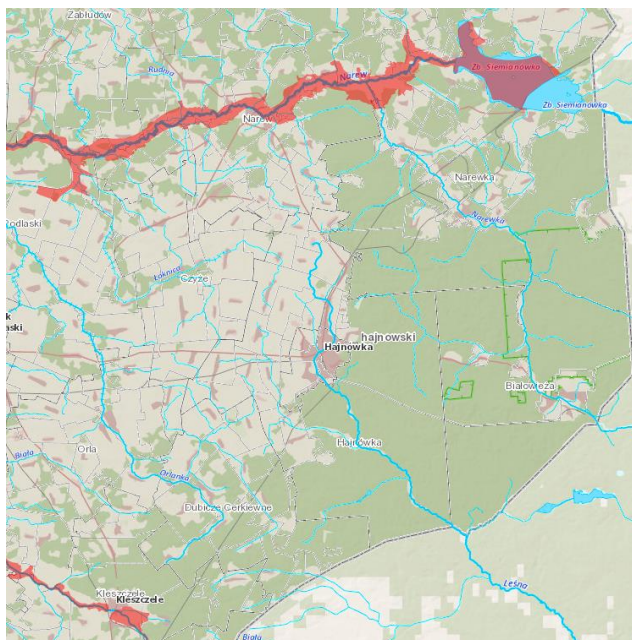 Zabłudów
Zb. Siemianówka
Rudnia
Narew
Zb. Siemianówka
Narew
Narewka
Narewka
Podlaski
Łoknica
Czyże
hajnowski
Hajnówka
Białowieża
Hajnówka
Orla
Biała
Orlanka
Dubicze Cerkiewne
Leśna
Kleszczele
Kleszczele
Biała